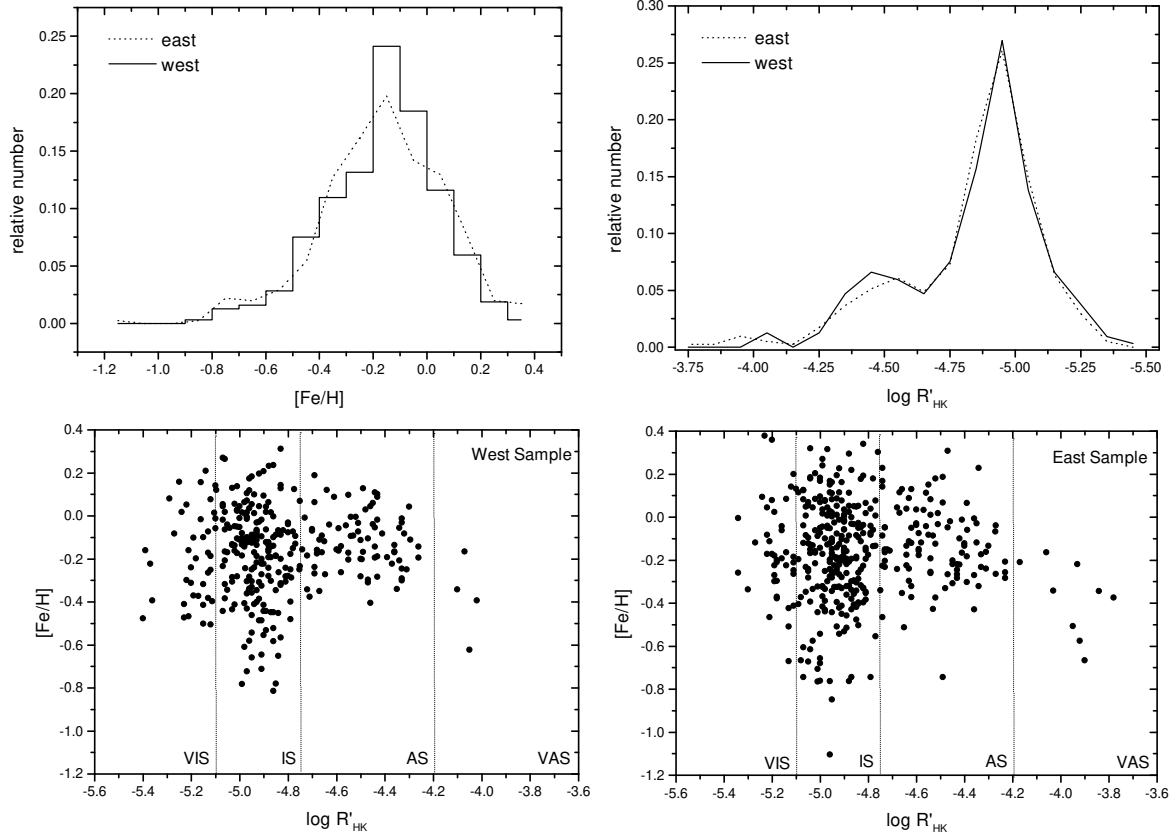 east
west
0.25
0.20
0.15
0.10
0.05
0.00
relative number
-1.2 -1.0 -0.8 -0.6 -0.4 -0.2 0.0 0.2 0.4
[Fe/H]
east
west
0.30
0.25
0.20
0.15
0.10
0.05
0.00
relative number
-3.75 -4.00 -4.25 -4.50 -4.75 -5.00 -5.25 -5.50
log R'HK
West Sample
0.4
0.2
0.0
-0.2
-0.4
-0.6
-0.8
-1.0
-1.2
[Fe/H]
VIS IS AS VAS
-5.6 -5.4 -5.2 -5.0 -4.8 -4.6 -4.4 -4.2 -4.0 -3.8 -3.6
log R'HK
East Sample
0.4
0.2
0.0
-0.2
-0.4
-0.6
-0.8
-1.0
-1.2
[Fe/H]
VIS IS AS VAS
-5.6 -5.4 -5.2 -5.0 -4.8 -4.6 -4.4 -4.2 -4.0 -3.8 -3.6
log R'HK